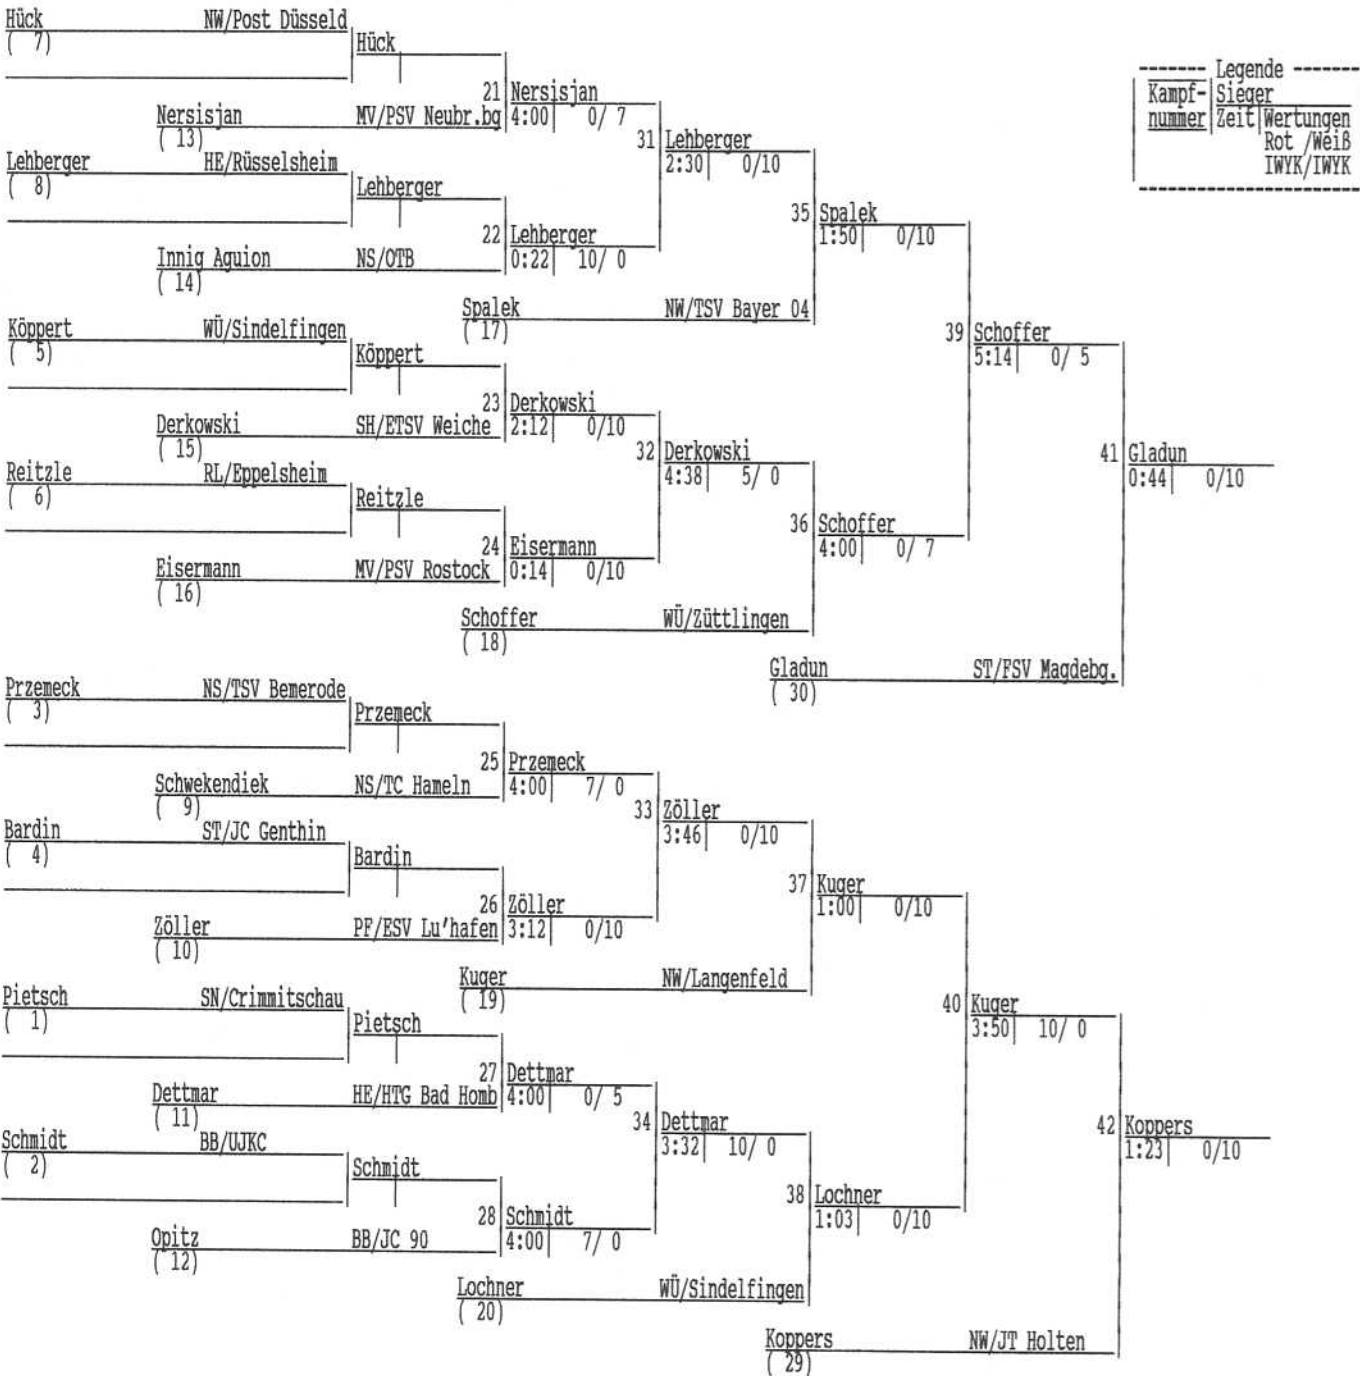 Hück NW/Post Düsseld
( 7)
Hück
21 Nersisjan
4:00 0/ 7
Nersisjan MV/PSV Neubr.bg
( 13)
31 Lehberger
2:30 0/10
Lehberger HE/Rüsselsheim
( 8)
Lehberger
22 Lehberger
0:22 10/ 0
Innig Aguion NS/OTB
( 14)
35 Spalek
1:50 0/10
Spalek NW/TSV Bayer 04
( 17)
------- Legende -------
Kampf- Sieger
nummer Zeit Wertungen
Rot /Weiß
IWYK/IWYK
Köppert WÜ/Sindelfingen
( 5)
Köppert
39 Schoffer
5:14 0/ 5
23 Derkowski
2:12 0/10
Derkowski SH/ETSV Weiche
( 15)
32 Derkowski
4:38 5/ 0
Reitzle RL/Eppelsheim
( 6)
Reitzle
41 Gladun
0:44 0/10
24 Eisermann
0:14 0/10
Eisermann MV/PSV Rostock
( 16)
36 Schoffer
4:00 0/ 7
Schoffer WÜ/Züttlingen
( 18)
Gladun ST/FSV Magdebg.
( 30)
Przemeck NS/TSV Bemerode
( 3)
Przemeck
25 Przemeck
4:00 7/ 0
Schwekendiek NS/TC Hameln
( 9)
33 Zöller
3:46 0/10
Bardin ST/JC Genthin
( 4)
Bardin
26 Zöller
3:12 0/10
Zöller PF/ESV Lu'hafen
( 10)
37 Kuger
1:00 0/10
Kuger NW/Langenfeld
( 19)
Pietsch SN/Crimmitschau
( 1)
Pietsch
40 Kuger
3:50 10/ 0
27 Dettmar
4:00 0/ 5
Dettmar HE/HTG Bad Homb
( 11)
34 Dettmar
3:32 10/ 0
Schmidt BB/UJKC
( 2)
Schmidt
42 Koppers
1:23 0/10
28 Schmidt
4:00 7/ 0
Opitz BB/JC 90
( 12)
38 Lochner
1:03 0/10
Lochner WÜ/Sindelfingen
( 20)
Koppers NW/JT Holten
( 29)